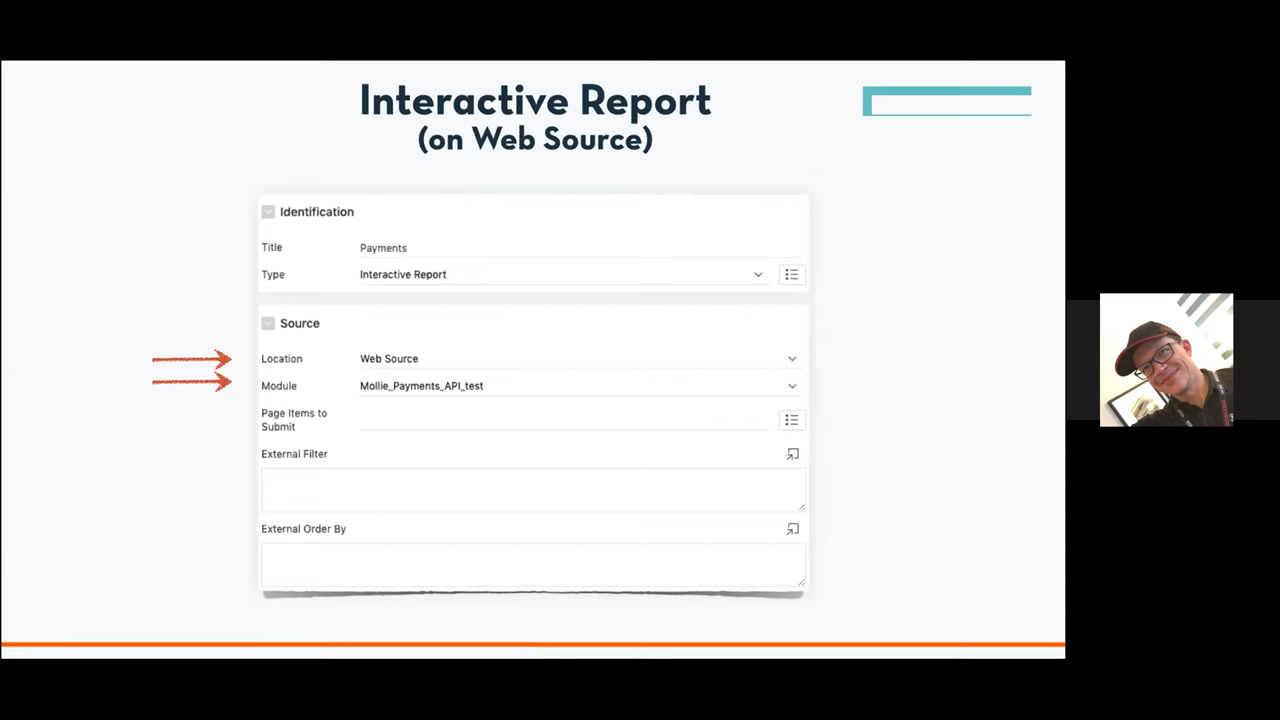 Interactive Report
(on Web Source)
Identification
Title Payments
Type Interactive Report
Source
Location Web Source
Module Mollie_Payments_API_test
Page Items to
Submit
External Filter
External Order By